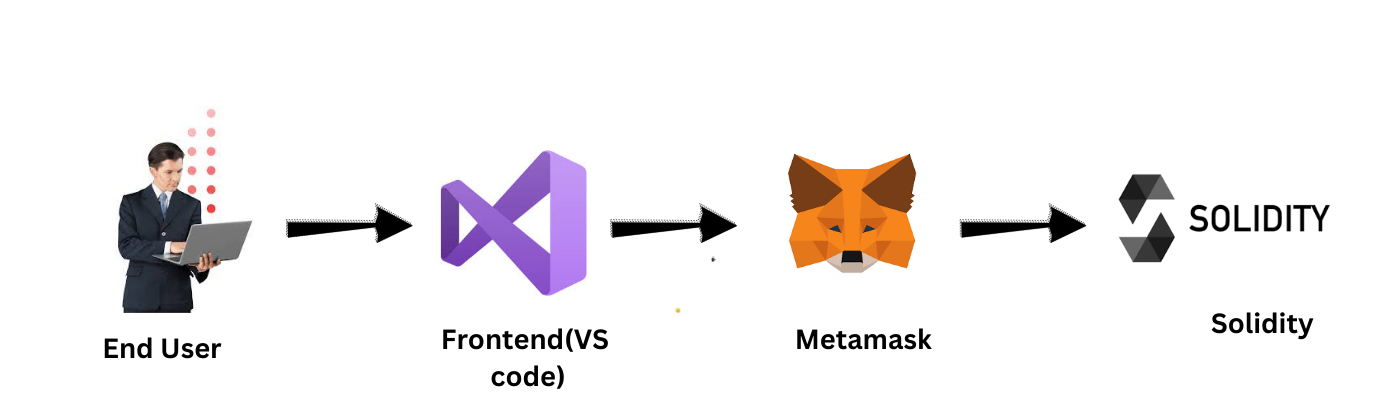 SOLIDITY
End User
Frontend(VS
code)
Metamask
Solidity